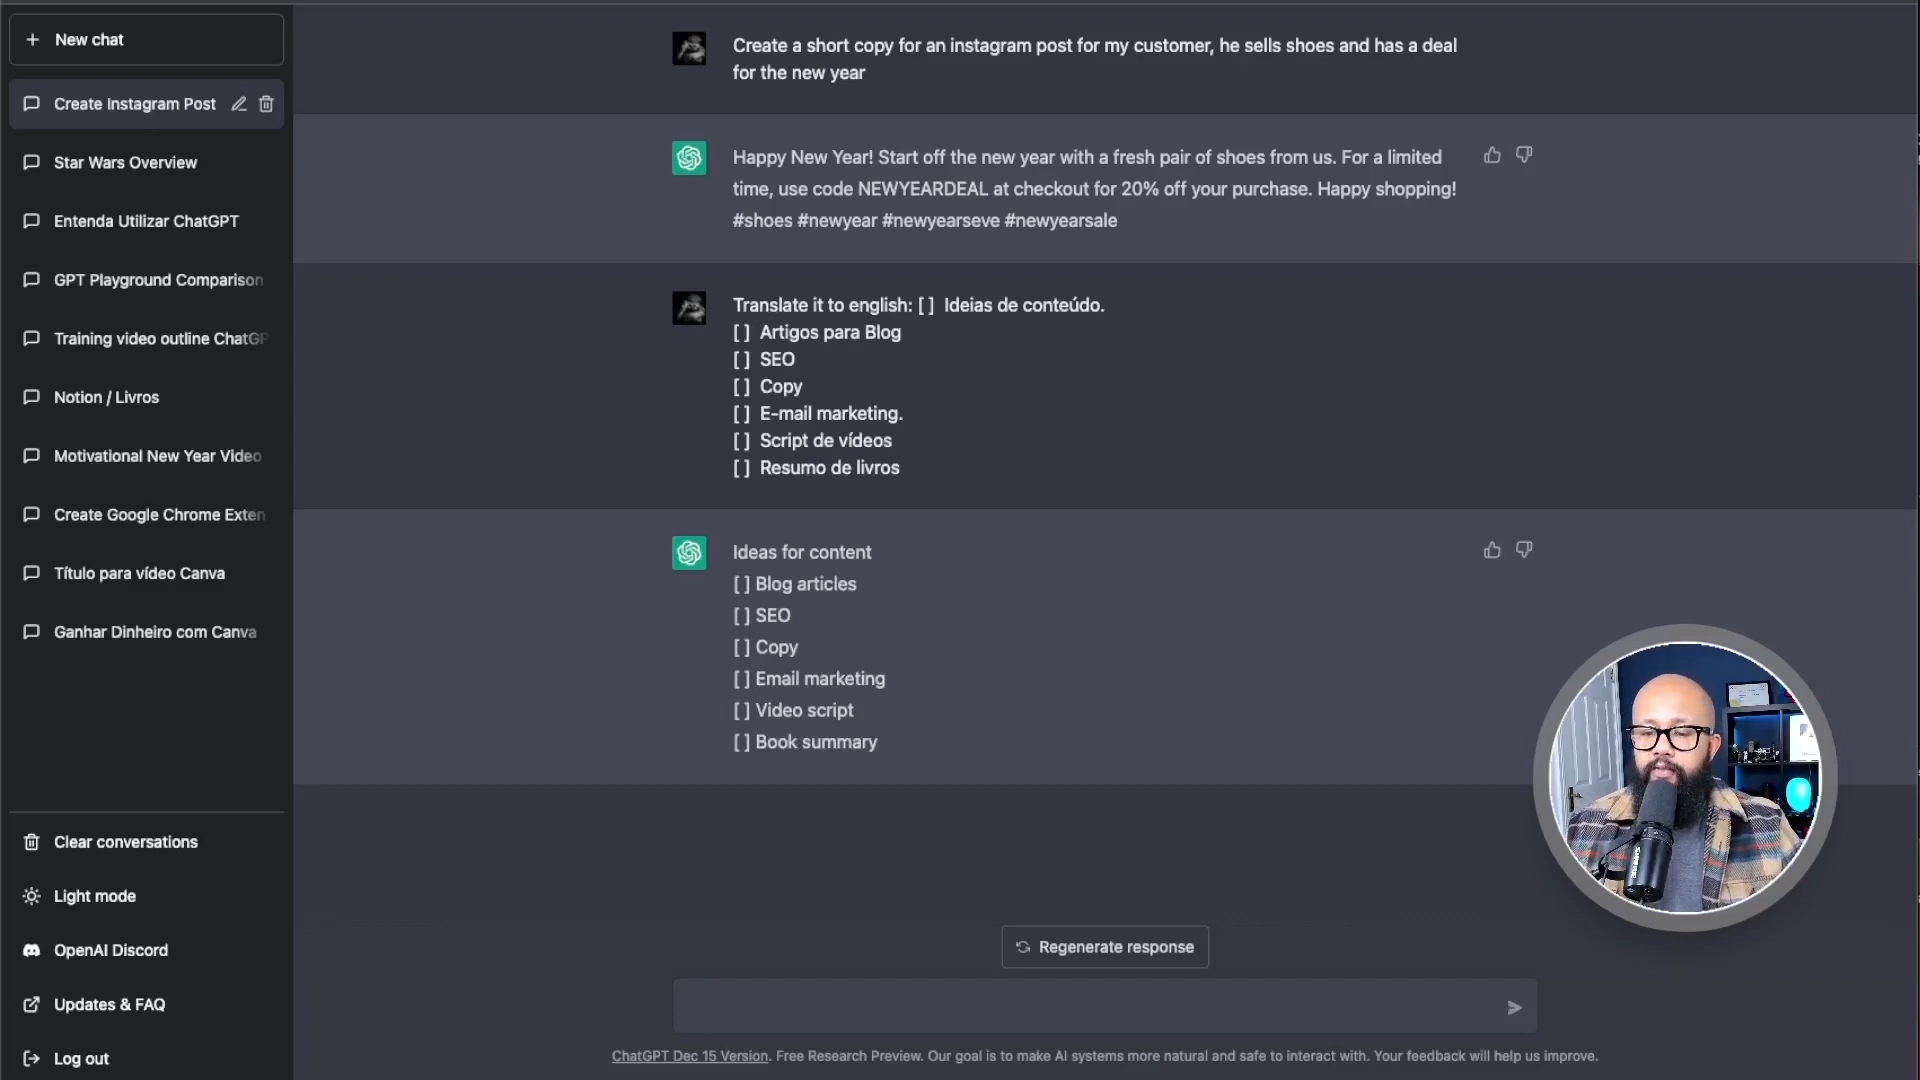 New chat
Create Instagram Post
Star Wars Overview
Entenda Utilizar ChatGPT
GPT Playground Comparison
Training video outline ChatGP
Notion / Livros
Motivational New Year Video
Create Google Chrome Exten
Título para vídeo Canva
Ganhar Dinheiro com Canva
Clear conversations
Light mode
OpenAI Discord
Updates & FAQ
Log out
Create a short copy for an instagram post for my customer, he sells shoes and has a deal
for the new year
Happy New Year! Start off the new year with a fresh pair of shoes from us. For a limited
time, use code NEWYEARDEAL at checkout for 20% off your purchase. Happy shopping!
#shoes #newyear #newyearseve #newyearsale
Translate it to english: [ ] Ideias de conteúdo.
[ ] Artigos para Blog
[ ] SEO
[ ] Copy
[ ] E-mail marketing.
[ ] Script de vídeos
[ ] Resumo de livros
Ideas for content
[ ] Blog articles
[ ] SEO
[ ] Copy
[ ] Email marketing
[ ] Video script
[ ] Book summary
Regenerate response
ChatGPT Dec 15 Version. Free Research Preview. Our goal is to make AI systems more natural and safe to interact with. Your feedback will help us improve.